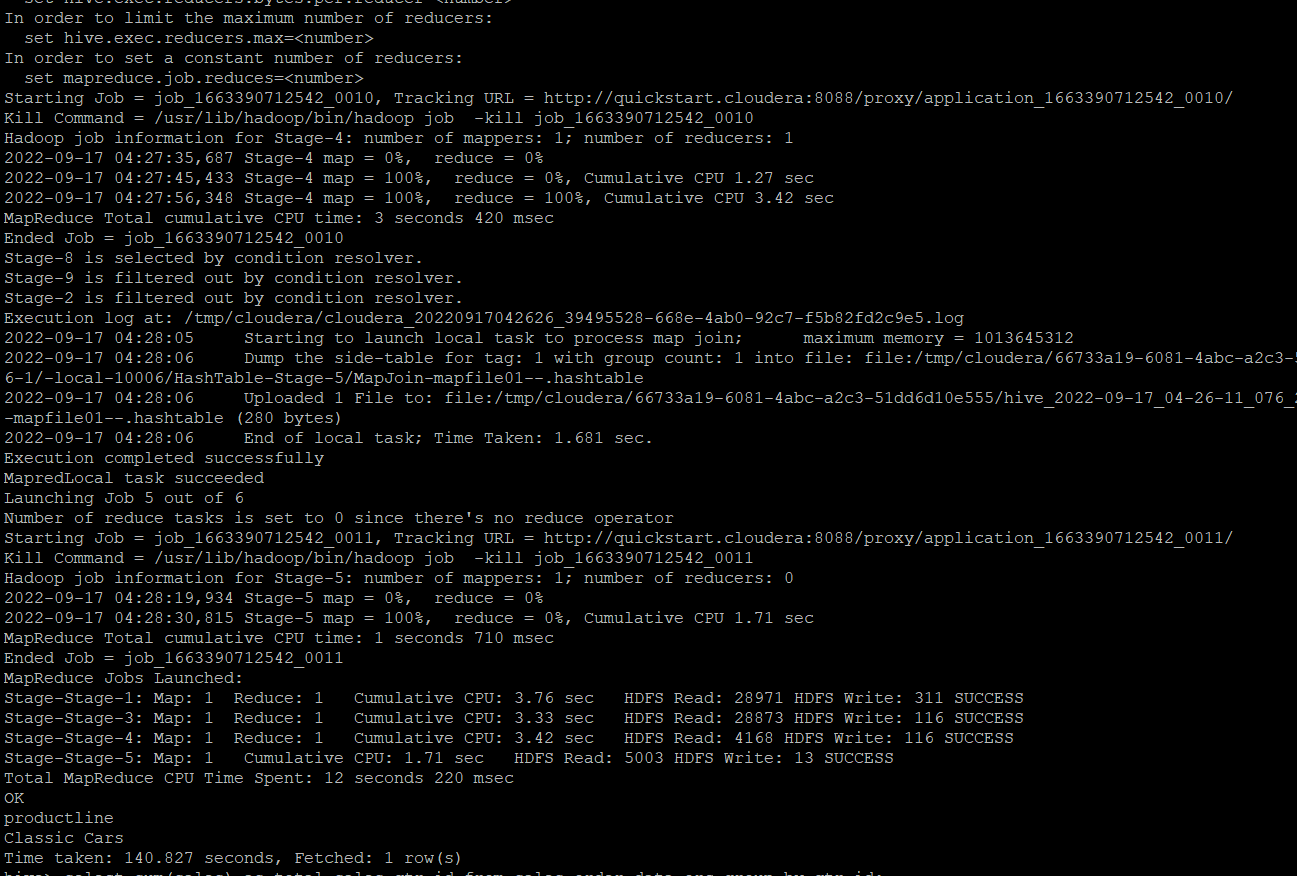 set hive.exec.reducers.bytes.per.reducer=<number>
In order to limit the maximum number of reducers:
  set hive.exec.reducers.max=<number>
In order to set a constant number of reducers:
  set mapreduce.job.reduces=<number>
Starting Job = job_1663390712542_0010, Tracking URL = http://quickstart.cloudera:8088/proxy/application_1663390712542_0010/
Kill Command = /usr/lib/hadoop/bin/hadoop job  -kill job_1663390712542_0010
Hadoop job information for Stage-4: number of mappers: 1; number of reducers: 1
2022-09-17 04:27:35,687 Stage-4 map = 0%,  reduce = 0%
2022-09-17 04:27:45,433 Stage-4 map = 100%,  reduce = 0%, Cumulative CPU 1.27 sec
2022-09-17 04:27:56,348 Stage-4 map = 100%,  reduce = 100%, Cumulative CPU 3.42 sec
MapReduce Total cumulative CPU time: 3 seconds 420 msec
Ended Job = job_1663390712542_0010
Stage-8 is selected by condition resolver.
Stage-9 is filtered out by condition resolver.
Stage-2 is filtered out by condition resolver.
Execution log at: /tmp/cloudera/cloudera_20220917042626_39495528-668e-4ab0-92c7-f5b82fd2c9e5.log
2022-09-17 04:28:05     Starting to launch local task to process map join;      maximum memory = 1013645312
2022-09-17 04:28:06     Dump the side-table for tag: 1 with group count: 1 into file: file:/tmp/cloudera/66733a19-6081-4abc-a2c3-5
6-1/-local-10006/HashTable-Stage-5/MapJoin-mapfile01--.hashtable
2022-09-17 04:28:06     Uploaded 1 File to: file:/tmp/cloudera/66733a19-6081-4abc-a2c3-51dd6d10e555/hive_2022-09-17_04-26-11_076_2
-mapfile01--.hashtable (280 bytes)
2022-09-17 04:28:06     End of local task; Time Taken: 1.681 sec.
Execution completed successfully
MapredLocal task succeeded
Launching Job 5 out of 6
Number of reduce tasks is set to 0 since there's no reduce operator
Starting Job = job_1663390712542_0011, Tracking URL = http://quickstart.cloudera:8088/proxy/application_1663390712542_0011/
Kill Command = /usr/lib/hadoop/bin/hadoop job  -kill job_1663390712542_0011
Hadoop job information for Stage-5: number of mappers: 1; number of reducers: 0
2022-09-17 04:28:19,934 Stage-5 map = 0%,  reduce = 0%
2022-09-17 04:28:30,815 Stage-5 map = 100%,  reduce = 0%, Cumulative CPU 1.71 sec
MapReduce Total cumulative CPU time: 1 seconds 710 msec
Ended Job = job_1663390712542_0011
MapReduce Jobs Launched:
Stage-Stage-1: Map: 1  Reduce: 1   Cumulative CPU: 3.76 sec   HDFS Read: 28971 HDFS Write: 311 SUCCESS
Stage-Stage-3: Map: 1  Reduce: 1   Cumulative CPU: 3.33 sec   HDFS Read: 28873 HDFS Write: 116 SUCCESS
Stage-Stage-4: Map: 1  Reduce: 1   Cumulative CPU: 3.42 sec   HDFS Read: 4168 HDFS Write: 116 SUCCESS
Stage-Stage-5: Map: 1   Cumulative CPU: 1.71 sec   HDFS Read: 5003 HDFS Write: 13 SUCCESS
Total MapReduce CPU Time Spent: 12 seconds 220 msec
OK
productline
Classic Cars
Time taken: 140.827 seconds, Fetched: 1 row(s)